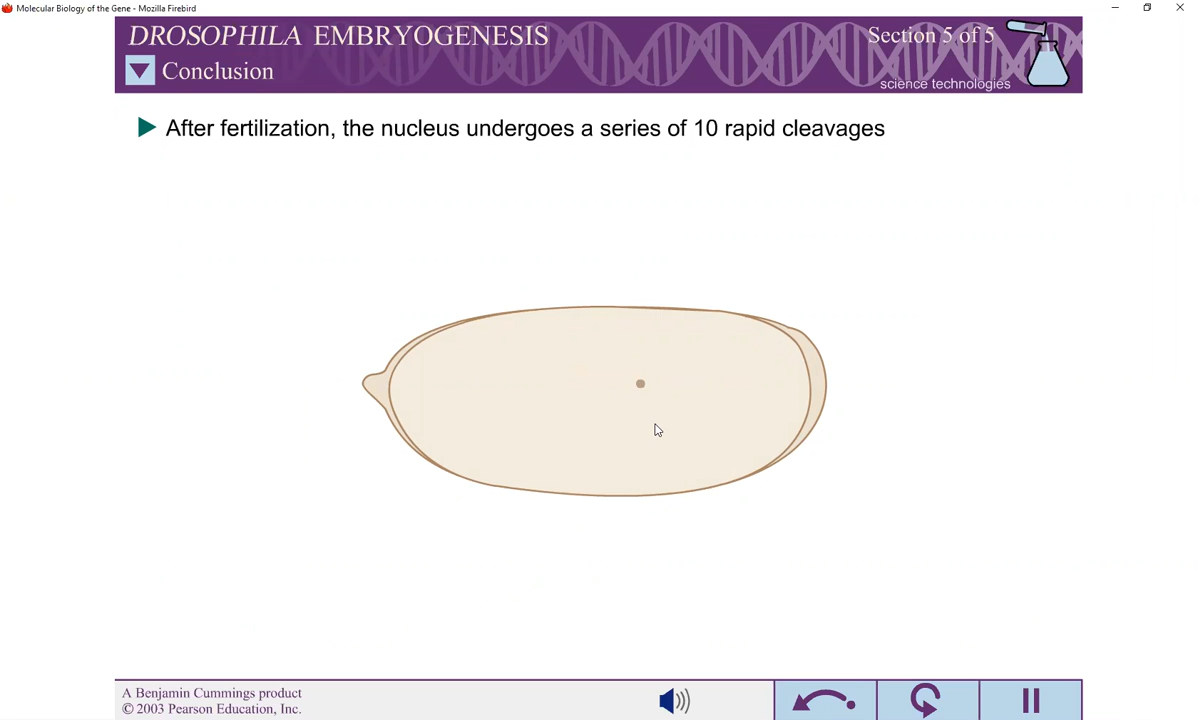 Molecular Biology of the Gene - Mozilla Firebird
DROSOPHILA EMBRYOGENESIS
Section 5 of 5
Conclusion
science technologies
After fertilization, the nucleus undergoes a series of 10 rapid cleavages
A Benjamin Cummings product
© 2003 Pearson Education, Inc.